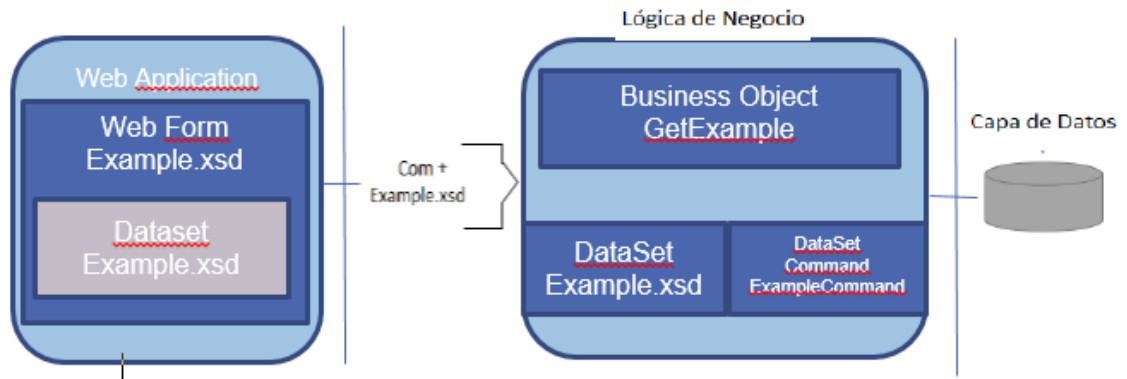 Lógica de Negocio
Web Application
Web Form
Example.xsd
Dataset
Example.xsd
Com +
Example.xsd
Business Object
GetExample
DataSet
Example.xsd
DataSet
Command
ExampleCommand
Capa de Datos